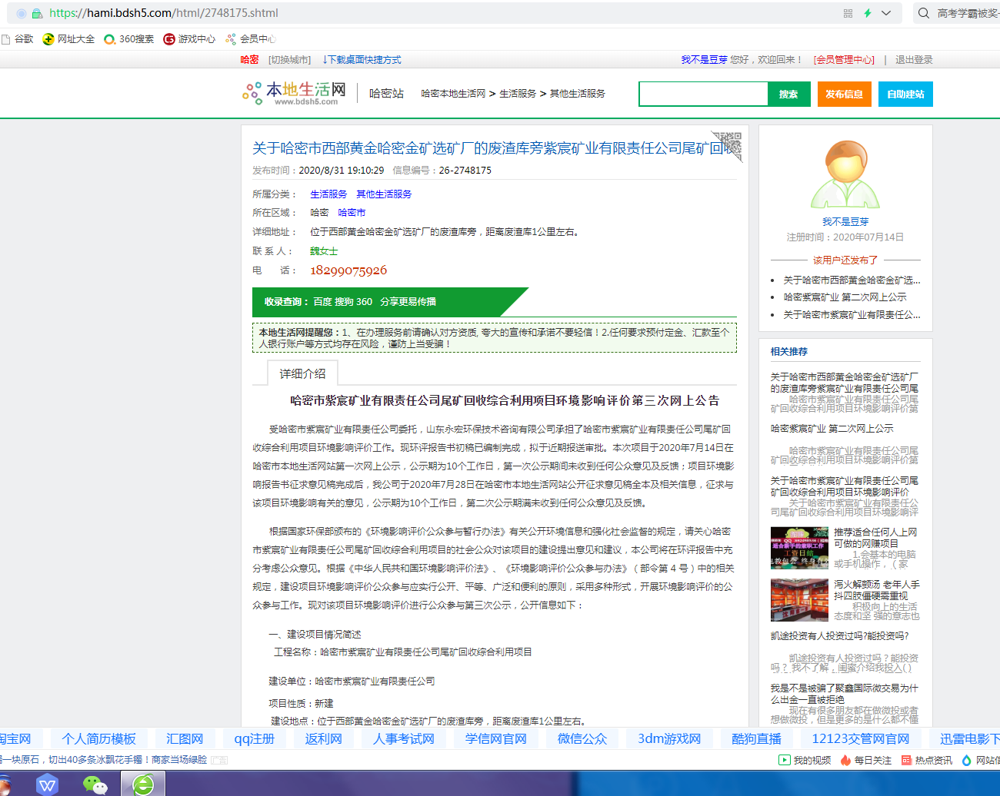 https://hami.bdsh5.com/html/2748175.shtml
高考学霸被奖
谷歌 网址大全 360搜索 游戏中心 会员中心
哈密 [切换城市] ↓下载桌面快捷方式 我不是豆芽 您好，欢迎回来！ [会员管理中心] | 退出登录
本地生活网 www.bdsh5.com 哈密站 哈密本地生活网 > 生活服务 > 其他生活服务 搜索 发布信息 自助建站
关于哈密市西部黄金哈密金矿选矿厂的废渣库旁紫宸矿业有限责任公司尾矿回收
发布时间：2020/8/31 19:10:29 信息编号：26-2748175
所属分类： 生活服务 其他生活服务
所在区域： 哈密 哈密市
详细地址： 位于西部黄金哈密金矿选矿厂的废渣库旁，距离废渣库1公里左右。
联 系 人： 魏女士
电 话： 18299075926
收录查询： 百度 搜狗 360 分享更易传播
本地生活网提醒您：1、在办理服务前请确认对方资质, 夸大的宣传和承诺不要轻信！2.任何要求预付定金、汇款至个
人银行账户等方式均存在风险，谨防上当受骗！
详细介绍
哈密市紫宸矿业有限责任公司尾矿回收综合利用项目环境影响评价第三次网上公告
受哈密市紫宸矿业有限责任公司委托，山东永宏环保技术咨询有限公司承担了哈密市紫宸矿业有限责任公司尾矿回
收综合利用项目环境影响评价工作。现环评报告书初稿已编制完成，拟于近期报送审批。本次项目于2020年7月14日在
哈密市本地生活网站第一次网上公示，公示期为10个工作日，第一次公示期间未收到任何公众意见及反馈；项目环境影
响报告书征求意见稿完成后，我公司于2020年7月28日在哈密市本地生活网站公开征求意见稿全本及相关信息，征求与
该项目环境影响有关的意见，公示期为10个工作日，第二次公示期满未收到任何公众意见及反馈。
根据国家环保部颁布的《环境影响评价公众参与暂行办法》有关公开环境信息和强化社会监督的规定，请关心哈密
市紫宸矿业有限责任公司尾矿回收综合利用项目的社会公众对该项目的建设提出意见和建议，本公司将在环评报告中充
分考虑公众意见。根据《中华人民共和国环境影响评价法》、《环境影响评价公众参与办法》（部令第 4 号）中的相关
规定，建设项目环境影响评价公众参与应实行公开、平等、广泛和便利的原则，采用多种形式，开展环境影响评价的公
众参与工作。现对该项目环境影响评价进行公众参与第三次公示，公开信息如下：
一、建设项目情况简述
工程名称：哈密市紫宸矿业有限责任公司尾矿回收综合利用项目
建设单位：哈密市紫宸矿业有限责任公司
项目性质：新建
建设地点：位于西部黄金哈密金矿选矿厂的废渣库旁，距离废渣库1公里左右。
我不是豆芽
注册时间：2020年07月14日
该用户还发布了
关于哈密市西部黄金哈密金矿选...
哈密紫宸矿业 第二次网上公示
关于哈密市紫宸矿业有限责任公...
相关推荐
关于哈密市西部黄金哈密金矿选矿厂
的废渣库旁紫宸矿业有限责任公司尾
哈密市紫宸矿业有限责任公司尾
矿回收综合利用项目环境影响评价第
哈密紫宸矿业 第二次网上公示
哈密市紫宸矿业有限责任公司尾
矿回收综合利用项目环境影响评价第
关于哈密市紫宸矿业有限责任公司尾
矿回收综合利用项目环境影响评价
关于哈密市紫宸矿业有限责任公
司尾矿回收综合利用项目环境影响评
工资日结
推荐适合任何人上网
可做的网赚项目
1.会基本的电脑
或手机操作，（家
泻火解颤汤 老年人手
抖四肢僵硬需重视
积极向上的生活
态度和坚 强的意志也
凯途投资有人投资过吗?能投资吗?
凯途投资有人投资过吗？能投资
吗？ 我不了解，闺蜜介绍我投入( )
我是不是被骗了聚鑫国际微交易为什
么出金一直被拒绝
现在有很多朋友都在做微投或者
想做微投，但是更多的是什么都不懂
淘宝网 个人简历模板 汇图网 qq注册 返利网 人事考试网 学信网官网 微信公众 3dm游戏网 酷狗直播 12123交管网官网 迅雷电影下
一块原石，切出40多条冰飘花手镯！商家当场绿脸 广告 我的视频 每日关注 热点资讯 网站信